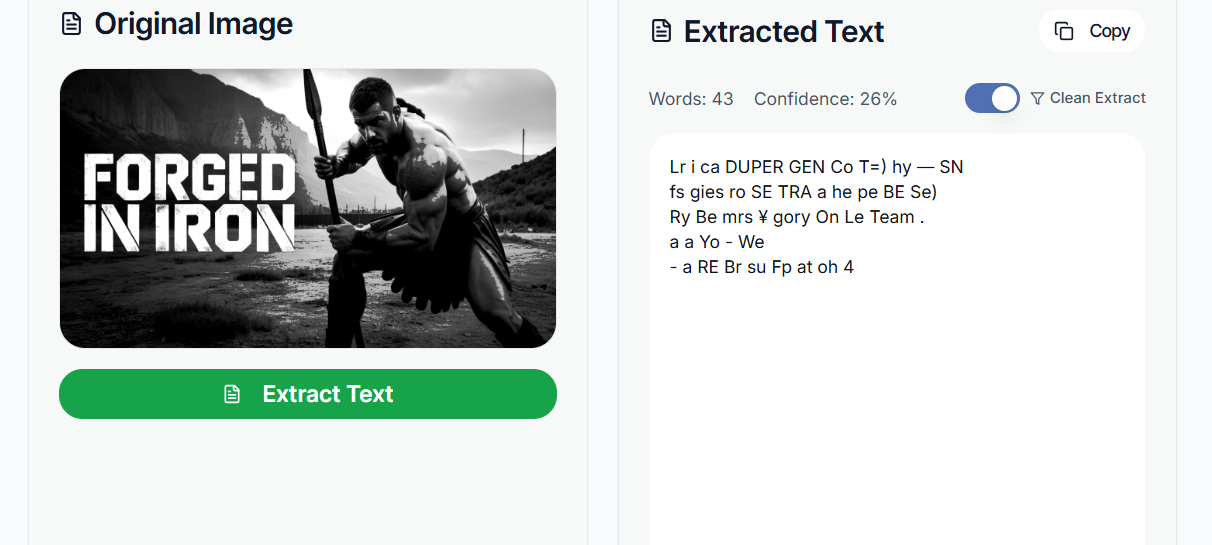 Original Image
FORGED
IN IRON
Extract Text
Extracted Text
Copy
Words: 43 Confidence: 26%
Clean Extract
Lr i ca DUPER GEN Co T=) hy — SN
fs gies ro SE TRA a he pe BE Se)
Ry Be mrs ¥ gory On Le Team .
a a Yo - We
- a RE Br su Fp at oh 4